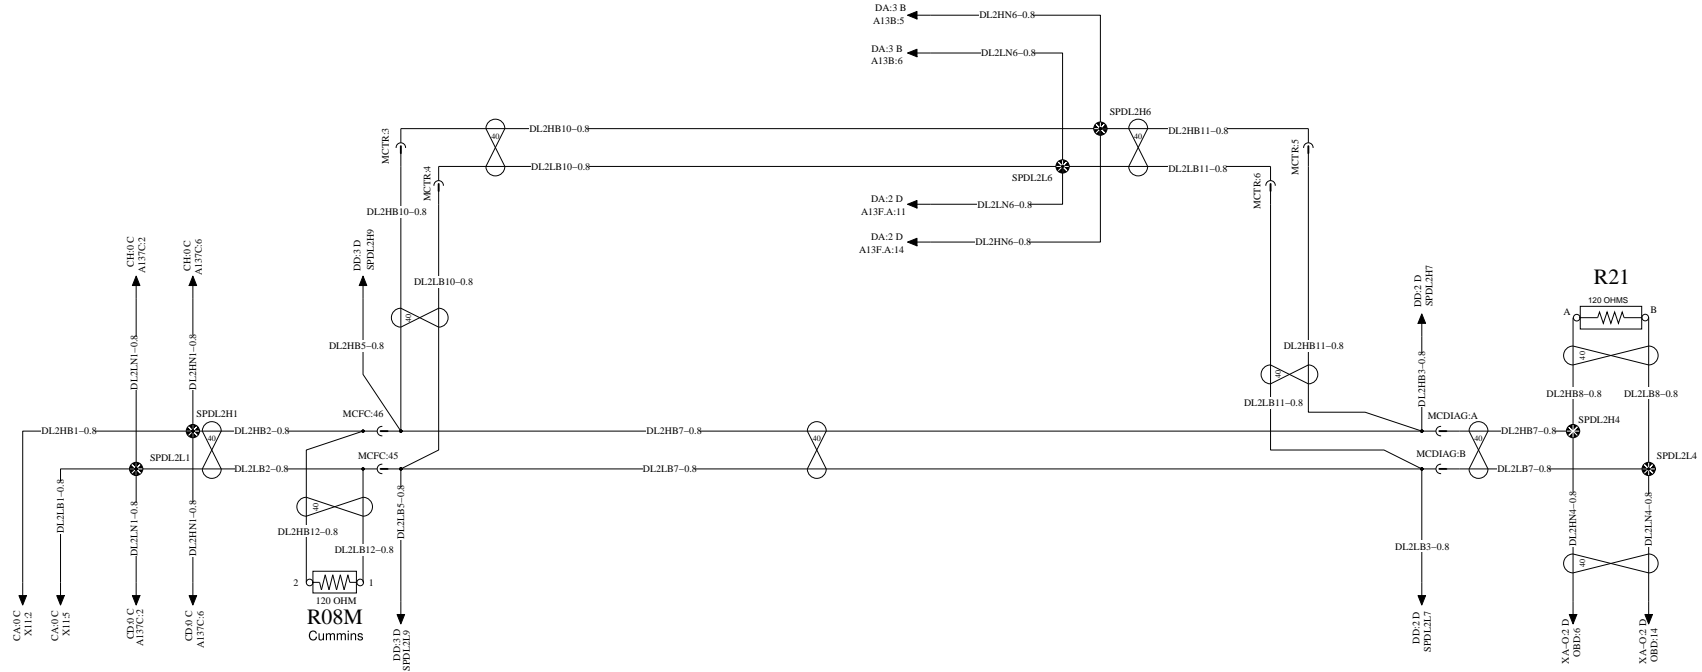 DA:3 B
A13B:5
DL2HN6-0.8
DA:3 B
A13B:6
DL2LN6-0.8
SPDL2H6
MCTR:3
40
DL2HB10-0.8
40
DL2HB11-0.8
MCTR:5
MCTR:4
DL2LB10-0.8
SPDL2L6
DL2LB11-0.8
MCTR:6
DL2HB10-0.8
DA:2 D
A13F.A:11
DL2LN6-0.8
DA:2 D
A13F.A:14
DL2HN6-0.8
CH:0 C
A137C:2
CH:0 C
A137C:6
DD:3 D
SPDL2H9
DL2LB10-0.8
40
DD:2 D
SPDL2H7
R21
120 OHMS
A
B
DL2LN1-0.8
DL2HN1-0.8
DL2HB5-0.8
DL2HB11-0.8
40
DL2LB11-0.8
DL2HB3-0.8
40
DL2HB8-0.8
DL2LB8-0.8
SPDL2H1
MCFC:46
MCDIAG:A
SPDL2H4
DL2HB1-0.8
40
DL2HB2-0.8
DL2HB7-0.8
40
40
DL2HB7-0.8
SPDL2L1
MCFC:45
MCDIAG:B
SPDL2L4
DL2LB2-0.8
DL2LB7-0.8
DL2LB7-0.8
DL2LB1-0.8
DL2LN1-0.8
DL2HN1-0.8
40
DL2LB5-0.8
DL2HB12-0.8
DL2LB12-0.8
DL2LB3-0.8
DL2HN4-0.8
DL2LN4-0.8
40
2
1
120 OHM
R08M
Cummins
CA:0 C
X11:2
CA:0 C
X11:5
CD:0 C
A137C:2
CD:0 C
A137C:6
DD:3 D
SPDL2L9
DD:2 D
SPDL2L7
XA-O:2 D
OBD:6
XA-O:2 D
OBD:14